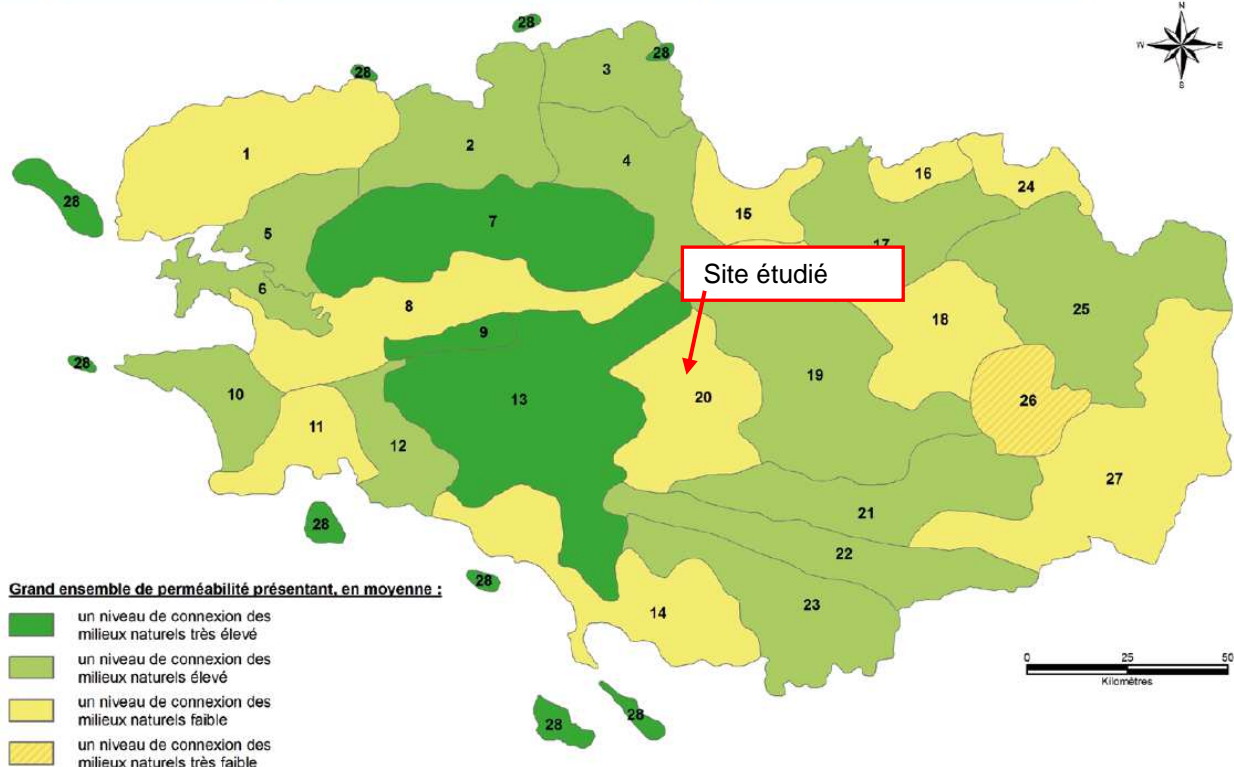 28
N
W E
S
3
28
28
1
2
4
16
24
28
15
7
5
17
Site étudié
6
8
25
18
9
28
10
13
20
19
26
11
12
27
21
28
22
28
14
23
Grand ensemble de perméabilité présentant, en moyenne :
un niveau de connexion des
milieux naturels très élevé
un niveau de connexion des
milieux naturels élevé
un niveau de connexion des
milieux naturels faible
un niveau de connexion des
milieux naturels très faible
0 25 50
Kilomètres
28
28